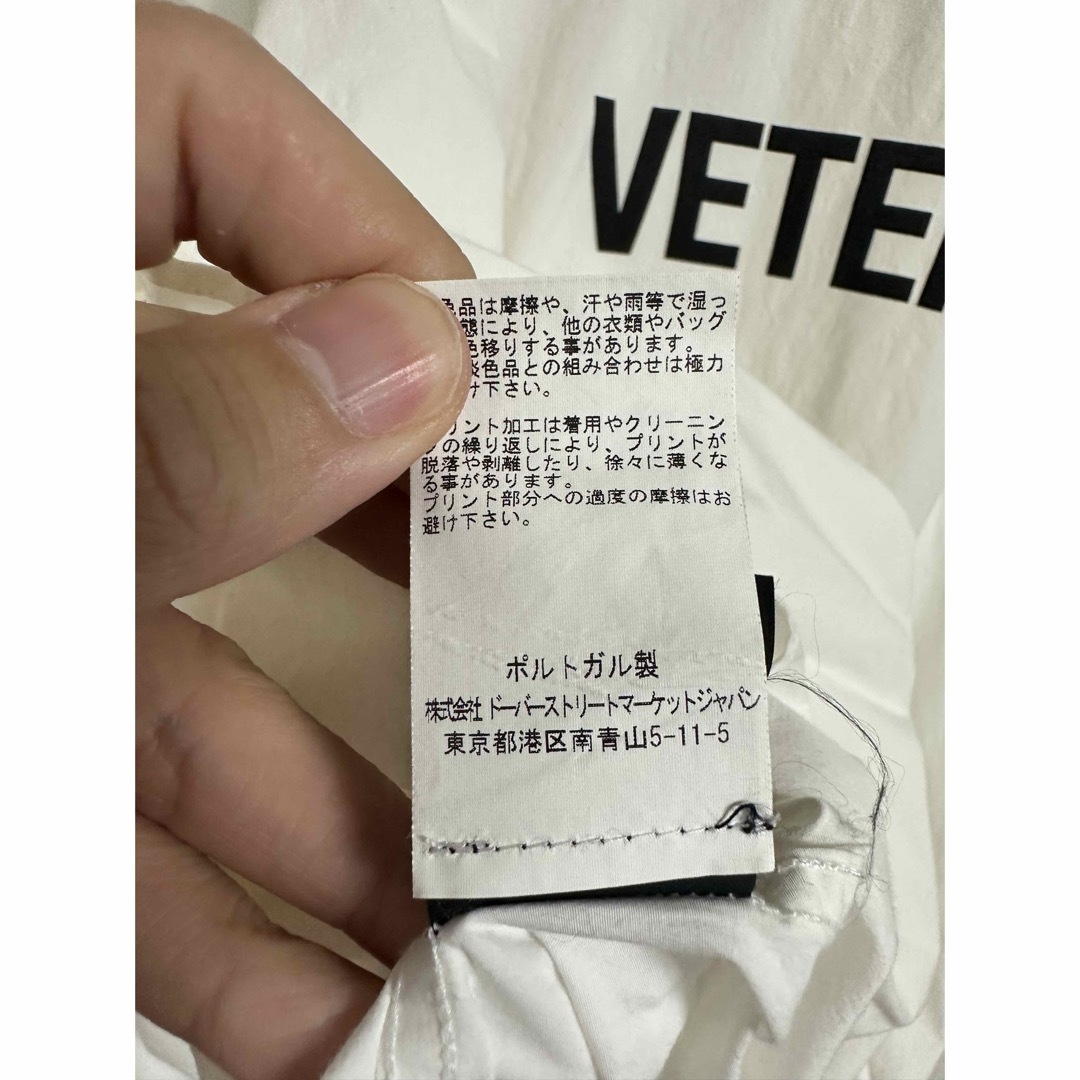 VETE
色品は摩擦や、汗や雨等で湿っ
態により、他の衣類やバッグ
色移りする事があります。
淡色品との組み合わせは極力
け下さい。
リント加工は着用やクリーニン
グの繰り返しにより、プリントが
脱落や剥離したり、徐々に薄くな
る事があります。
プリント部分への過度の摩擦はお
避け下さい。
ポルトガル製
株式会社 ドーバーストリートマーケットジャパン
東京都港区南青山5-11-5